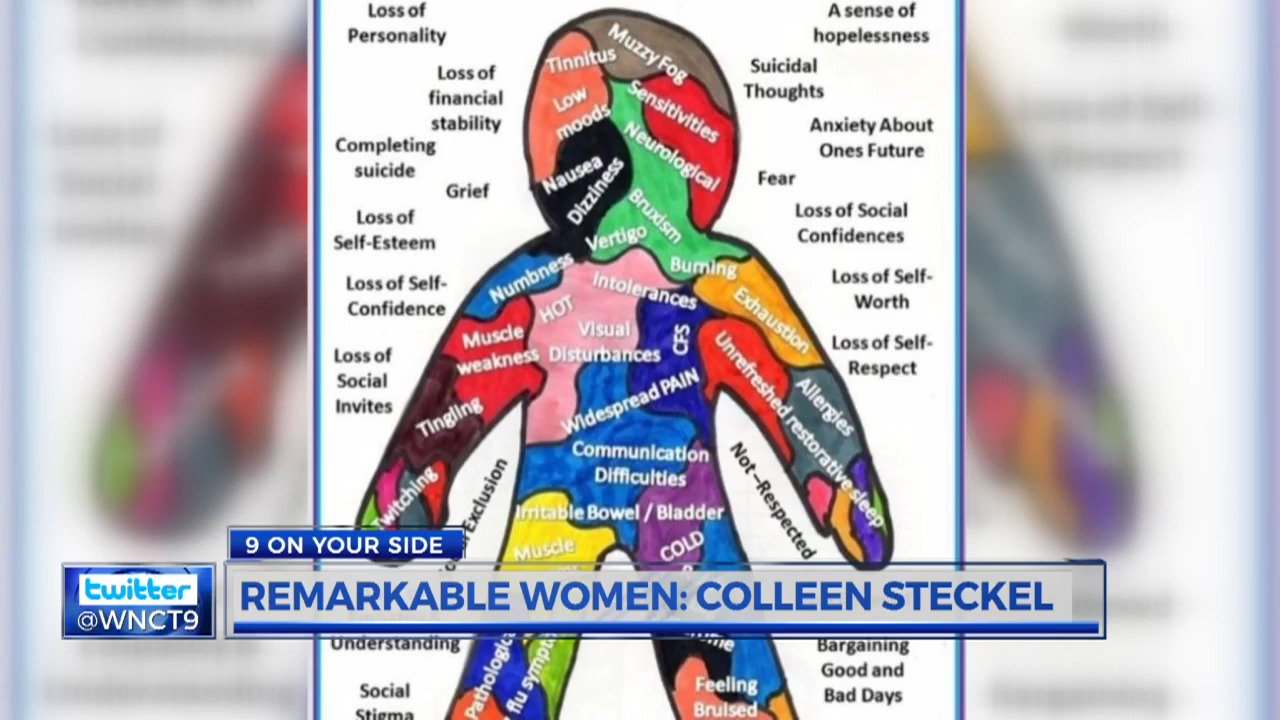 Loss of
Personality
Loss of
financial
stability
Completing
suicide
Grief
Loss of
Self-Esteem
Loss of Self-
Confidence
Loss of
Social
Invites
Exclusion
Understanding
Social
Stigma
Tinnitus
Muzzy Fog
Low
moods
Sensitivities
Neurological
Nausea
Dizziness
Bruxism
Vertigo
Burning
Numbness
Intolerances
Exhaustion
HOT
Visual
Disturbances
CFS
Muscle
weakness
Unrefreshed restorative sleep
Allergies
Widespread PAIN
Tingling
Communication
Difficulties
Twitching
Irritable Bowel / Bladder
Muscle
COLD
Pathological
flu
Feeling
Bruised
A sense of
hopelessness
Suicidal
Thoughts
Anxiety About
Ones Future
Fear
Loss of Social
Confidences
Loss of Self-
Worth
Loss of Self-
Respect
Not–Respected
Bargaining
Good and
Bad Days
9 ON YOUR SIDE
twitter
@WNCT9
REMARKABLE WOMEN: COLLEEN STECKEL